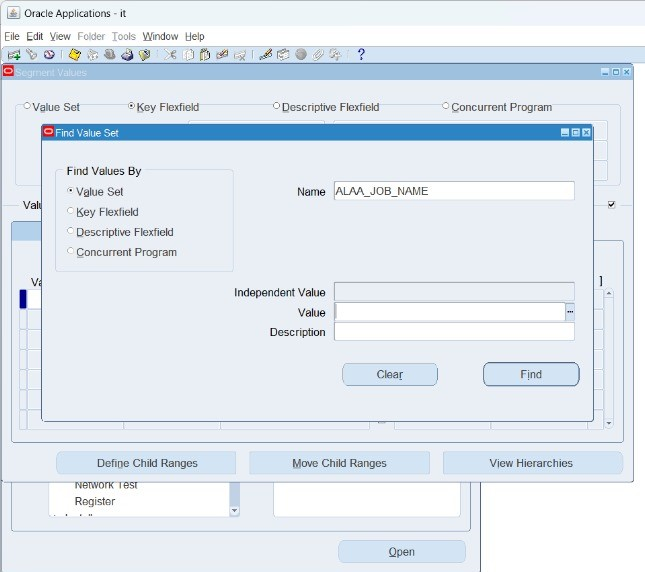 Oracle Applications - it
File Edit View Folder Tools Window Help
?
Segment Values
Value Set Key Flexfield Descriptive Flexfield Concurrent Program
Find Value Set
Find Values By
Value Set
Key Flexfield
Descriptive Flexfield
Concurrent Program
Name ALAA_JOB_NAME
Independent Value
Value
Description
Clear Find
]
Define Child Ranges Move Child Ranges View Hierarchies
Network Test
Register
Open